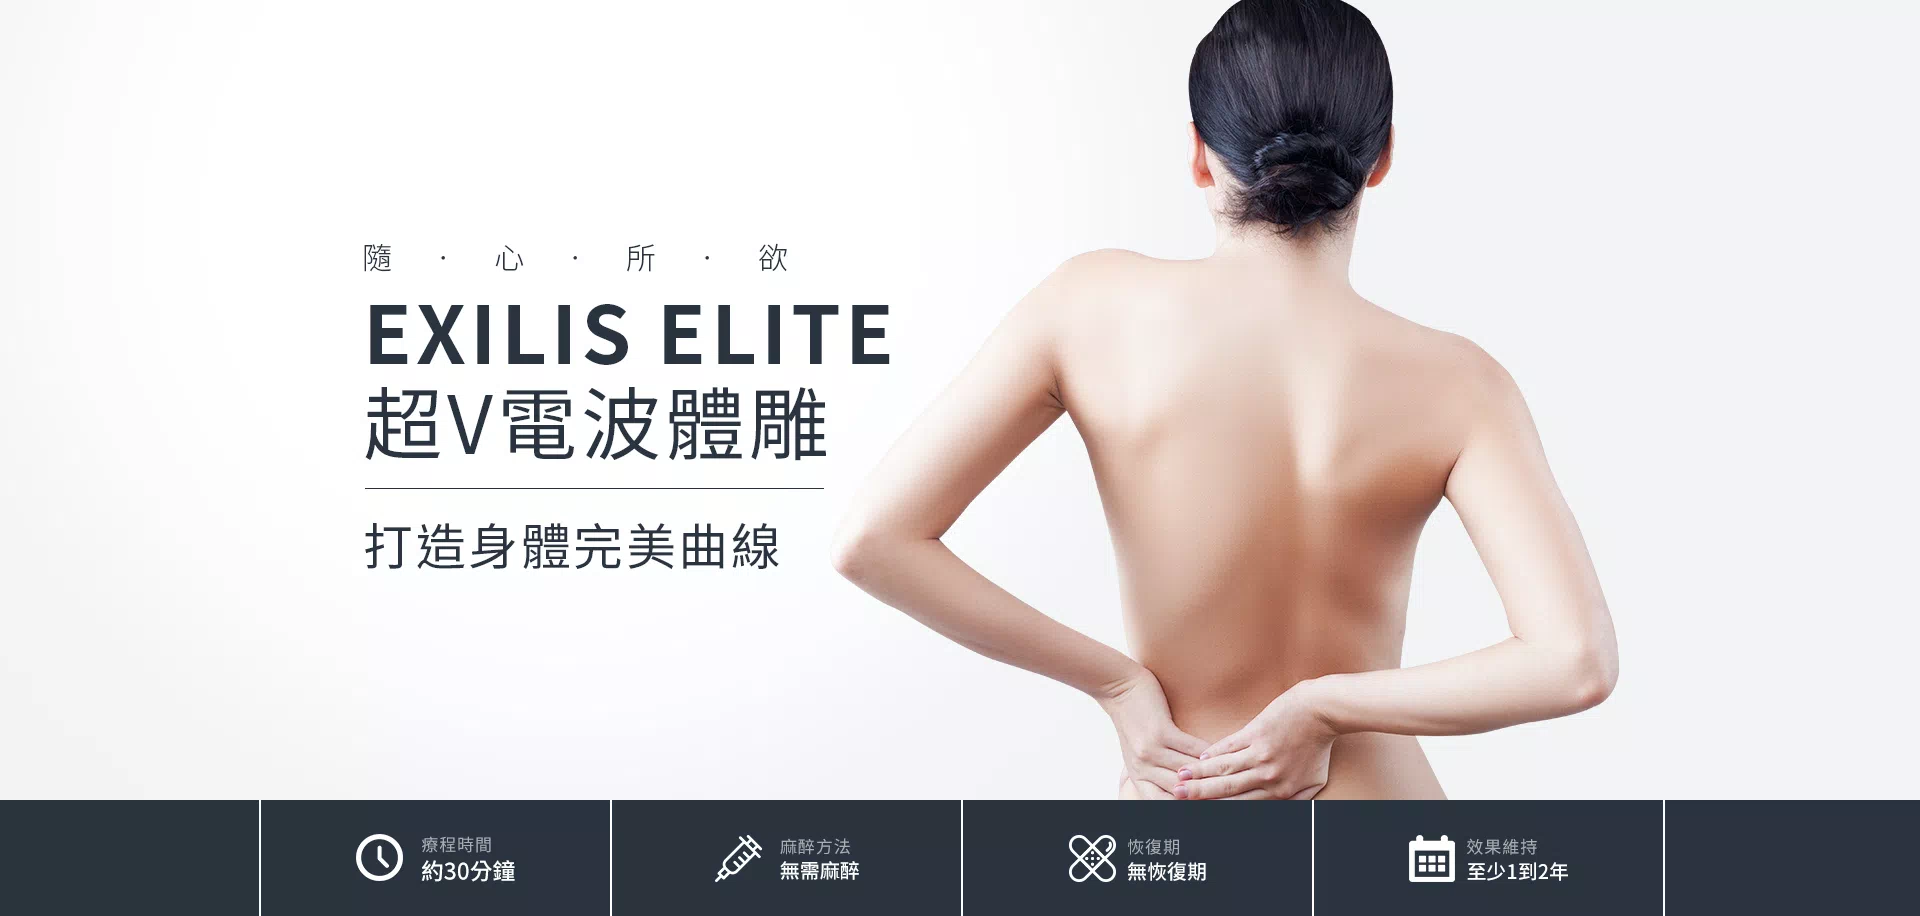 隨・心・所・欲
EXILIS ELITE
超V電波體雕
打造身體完美曲線
療程時間
約30分鐘
麻醉方法
無需麻醉
恢復期
無恢復期
效果維持
至少1到2年